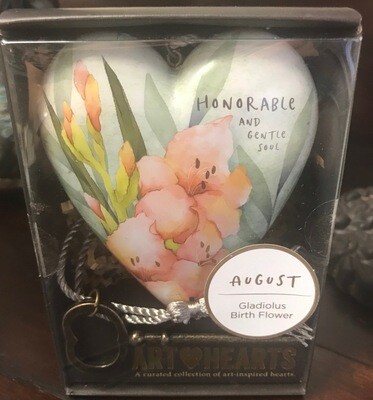 HONORABLE
AND
GENTLE
SOUL
AUGUST
Gladiolus
Birth Flower
ART HEARTS
A curated collection of art-inspired hearts